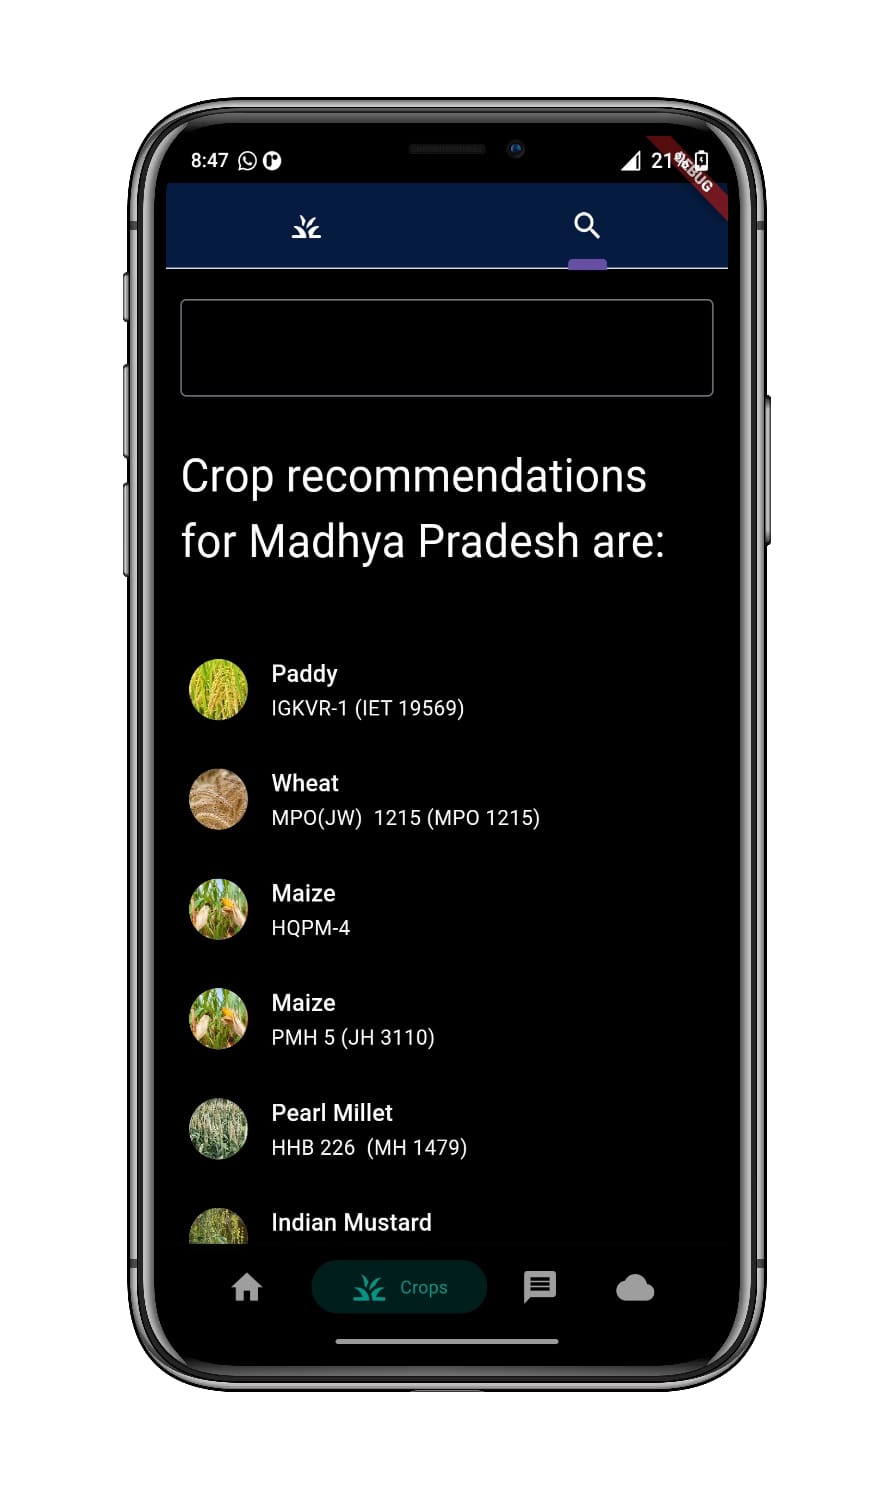 8:47 21%
DEBUG
Crop recommendations
for Madhya Pradesh are:
Paddy
IGKVR-1 (IET 19569)
Wheat
MPO(JW)  1215 (MPO 1215)
Maize
HQPM-4
Maize
PMH 5 (JH 3110)
Pearl Millet
HHB 226  (MH 1479)
Indian Mustard
Crops